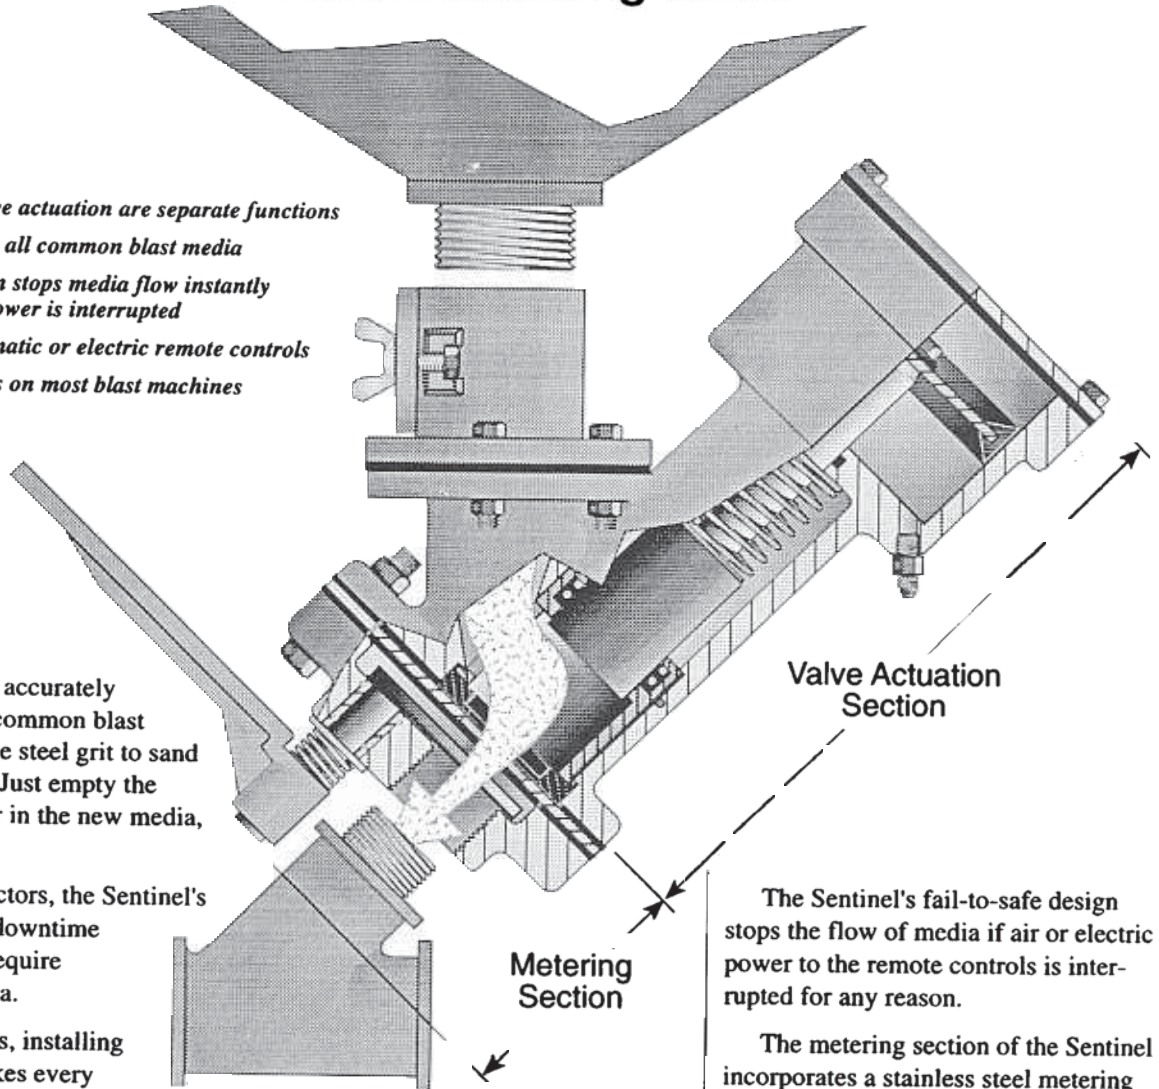 e actuation are separate functions
all common blast media
n stops media flow instantly
ower is interrupted
natic or electric remote controls
s on most blast machines
Valve Actuation
Section
accurately
common blast
e steel grit to sand
Just empty the
r in the new media,
ctors, the Sentinel's
downtime
equire
a.
s, installing
kes every
Metering
Section
The Sentinel's fail-to-safe design
stops the flow of media if air or electric
power to the remote controls is inter-
rupted for any reason.
The metering section of the Sentinel
incorporates a stainless steel metering